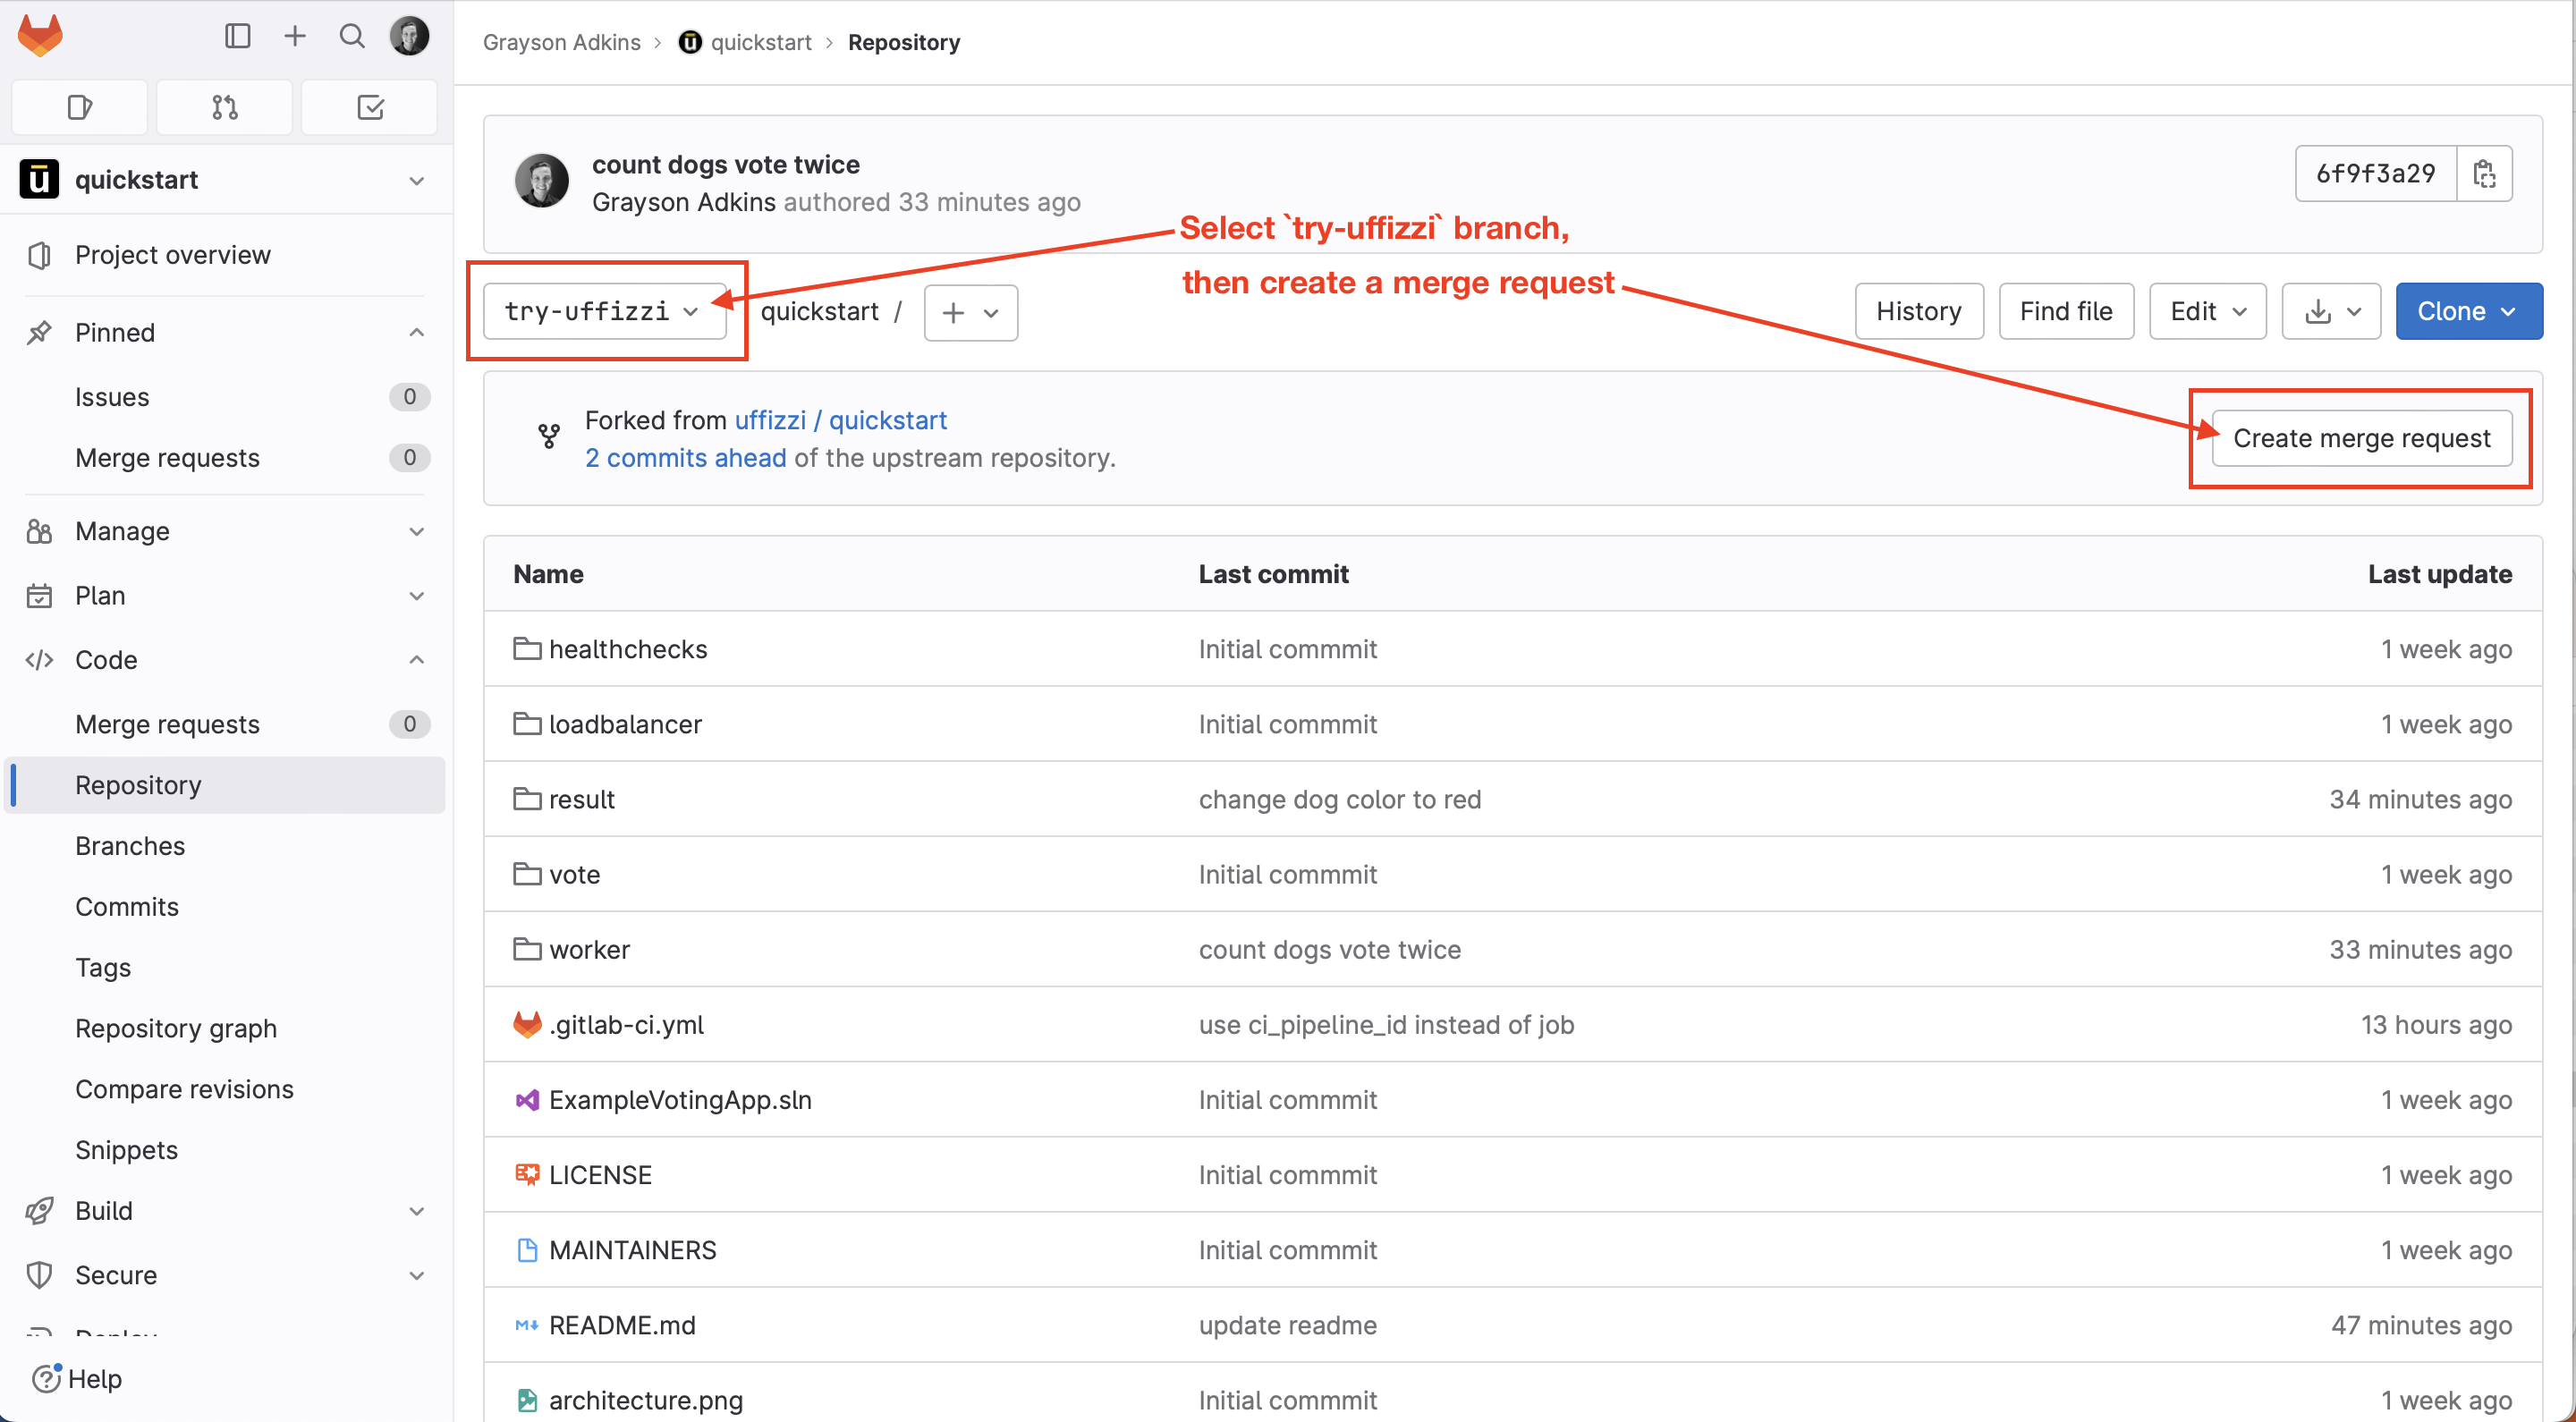 Grayson Adkins › ū quickstart › Repository
ū quickstart
Project overview
Pinned
Issues 0
Merge requests 0
Manage
Plan
Code
Merge requests 0
Repository
Branches
Commits
Tags
Repository graph
Compare revisions
Snippets
Build
Secure
Deploy
Help
count dogs vote twice
Grayson Adkins authored 33 minutes ago
6f9f3a29
Select `try-uffizzi` branch,
then create a merge request
try-uffizzi quickstart / +
History Find file Edit Clone
Forked from uffizzi / quickstart
2 commits ahead of the upstream repository.
Create merge request
Name Last commit Last update
healthchecks Initial commmit 1 week ago
loadbalancer Initial commmit 1 week ago
result change dog color to red 34 minutes ago
vote Initial commmit 1 week ago
worker count dogs vote twice 33 minutes ago
.gitlab-ci.yml use ci_pipeline_id instead of job 13 hours ago
ExampleVotingApp.sln Initial commmit 1 week ago
LICENSE Initial commmit 1 week ago
MAINTAINERS Initial commmit 1 week ago
README.md update readme 47 minutes ago
architecture.png Initial commmit 1 week ago